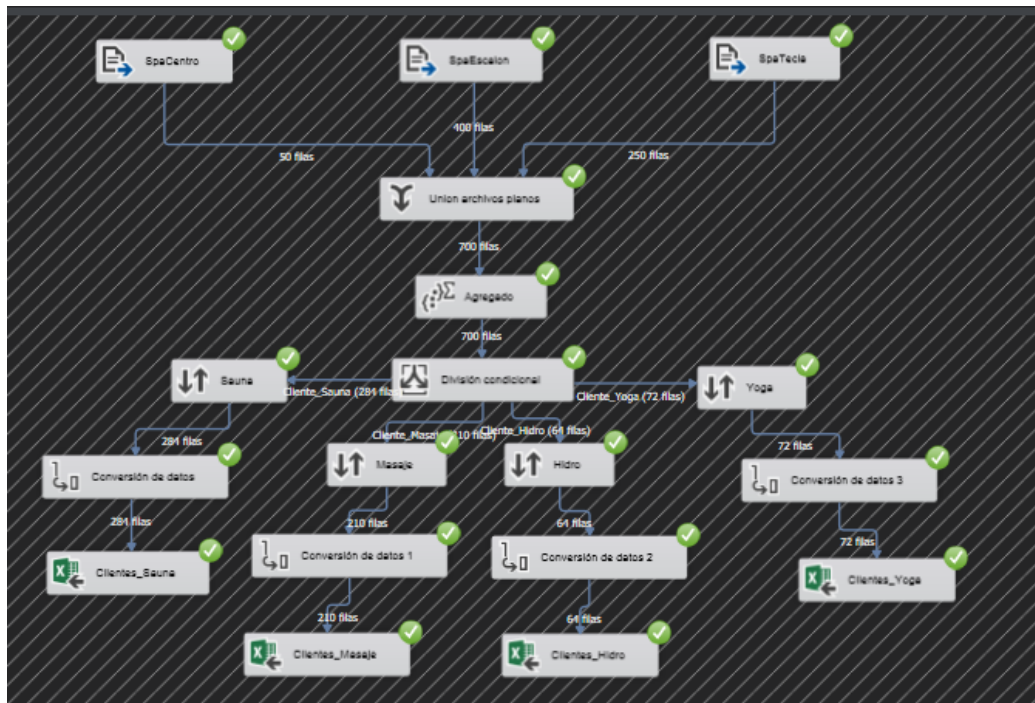 SpaCentro
SpaEscalon
SpaTecla
400 filas
50 filas
250 filas
Union archivos planos
700 filas
Agregado
700 filas
Sauna
División condicional
Yoga
Cliente_Sauna (284 filas)
Cliente_Yoga (72 filas)
284 filas
Cliente_Hidro (64 filas)
72 filas
Masaje
Hidro
Conversión de datos
Conversión de datos 3
284 filas
210 filas
64 filas
72 filas
Conversión de datos 1
Conversión de datos 2
Clientes_Sauna
Clientes_Yoga
210 filas
64 filas
Clientes_Masaje
Clientes_Hidro